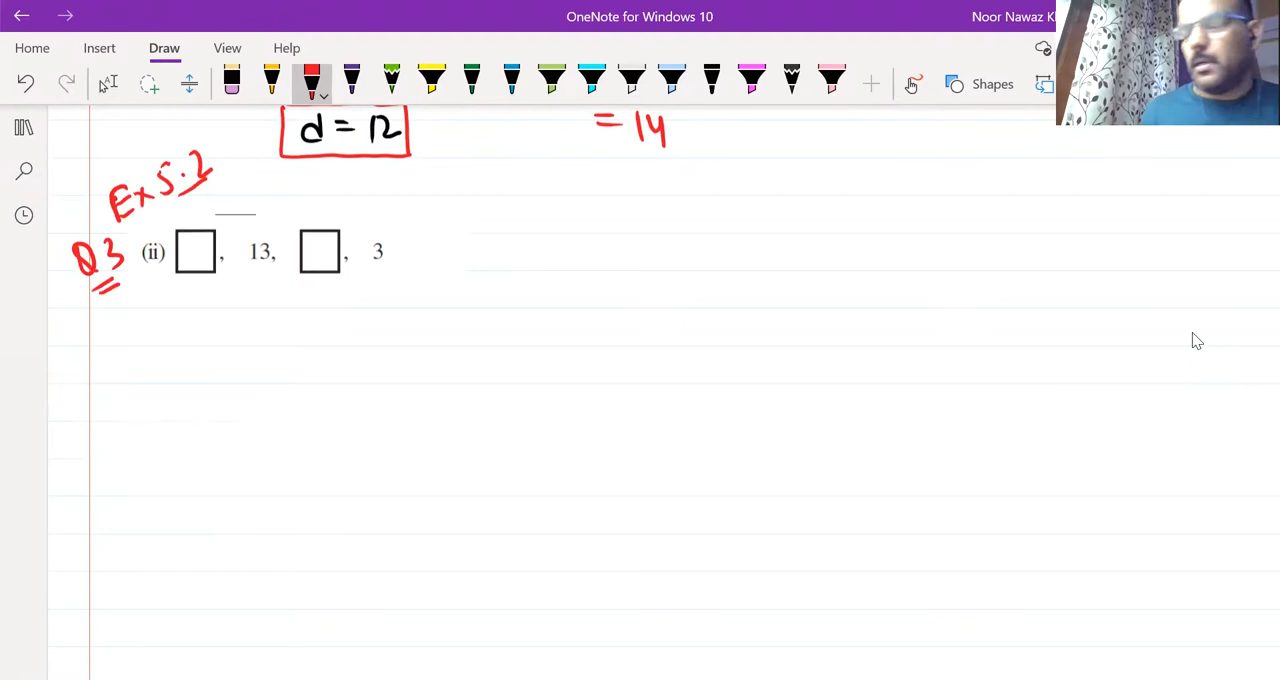 OneNote for Windows 10
Noor Nawaz Kh
Home Insert Draw View Help
Shapes
d = 12
= 14
Ex 5.2
Q3 (ii) , 13, , 3